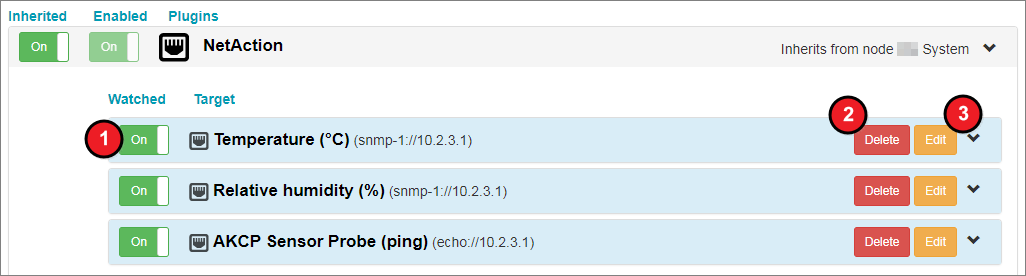 Inherited Enabled Plugins
On On NetAction Inherits from node System
Watched Target
1 On Temperature (°C) (snmp-1://10.2.3.1) 2 Delete Edit 3
On Relative humidity (%) (snmp-1://10.2.3.1) Delete Edit
On AKCP Sensor Probe (ping) (echo://10.2.3.1) Delete Edit